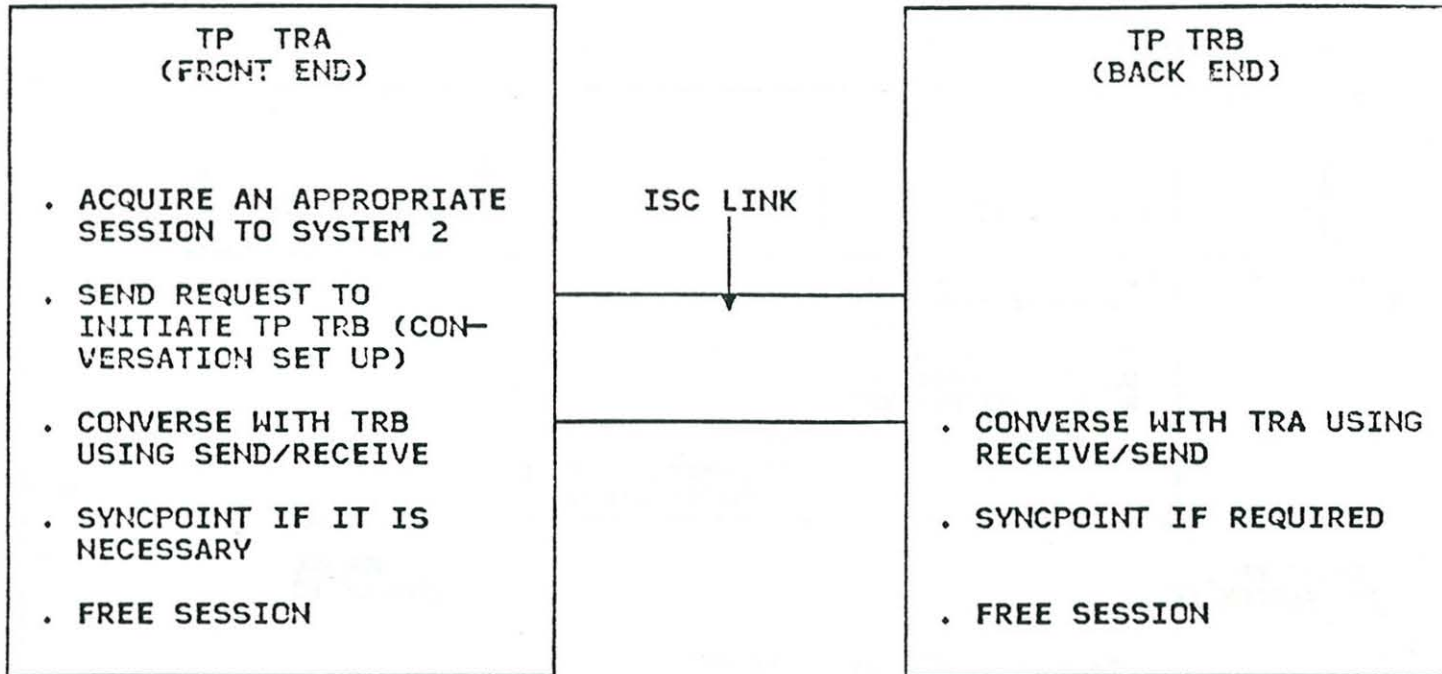 TP TRA
(FRONT END)
. ACQUIRE AN APPROPRIATE
SESSION TO SYSTEM 2
. SEND REQUEST TO
INITIATE TP TRB (CON-
VERSATION SET UP)
. CONVERSE WITH TRB
USING SEND/RECEIVE
. SYNCPOINT IF IT IS
NECESSARY
. FREE SESSION
ISC LINK
TP TRB
(BACK END)
. CONVERSE WITH TRA USING
RECEIVE/SEND
. SYNCPOINT IF REQUIRED
. FREE SESSION